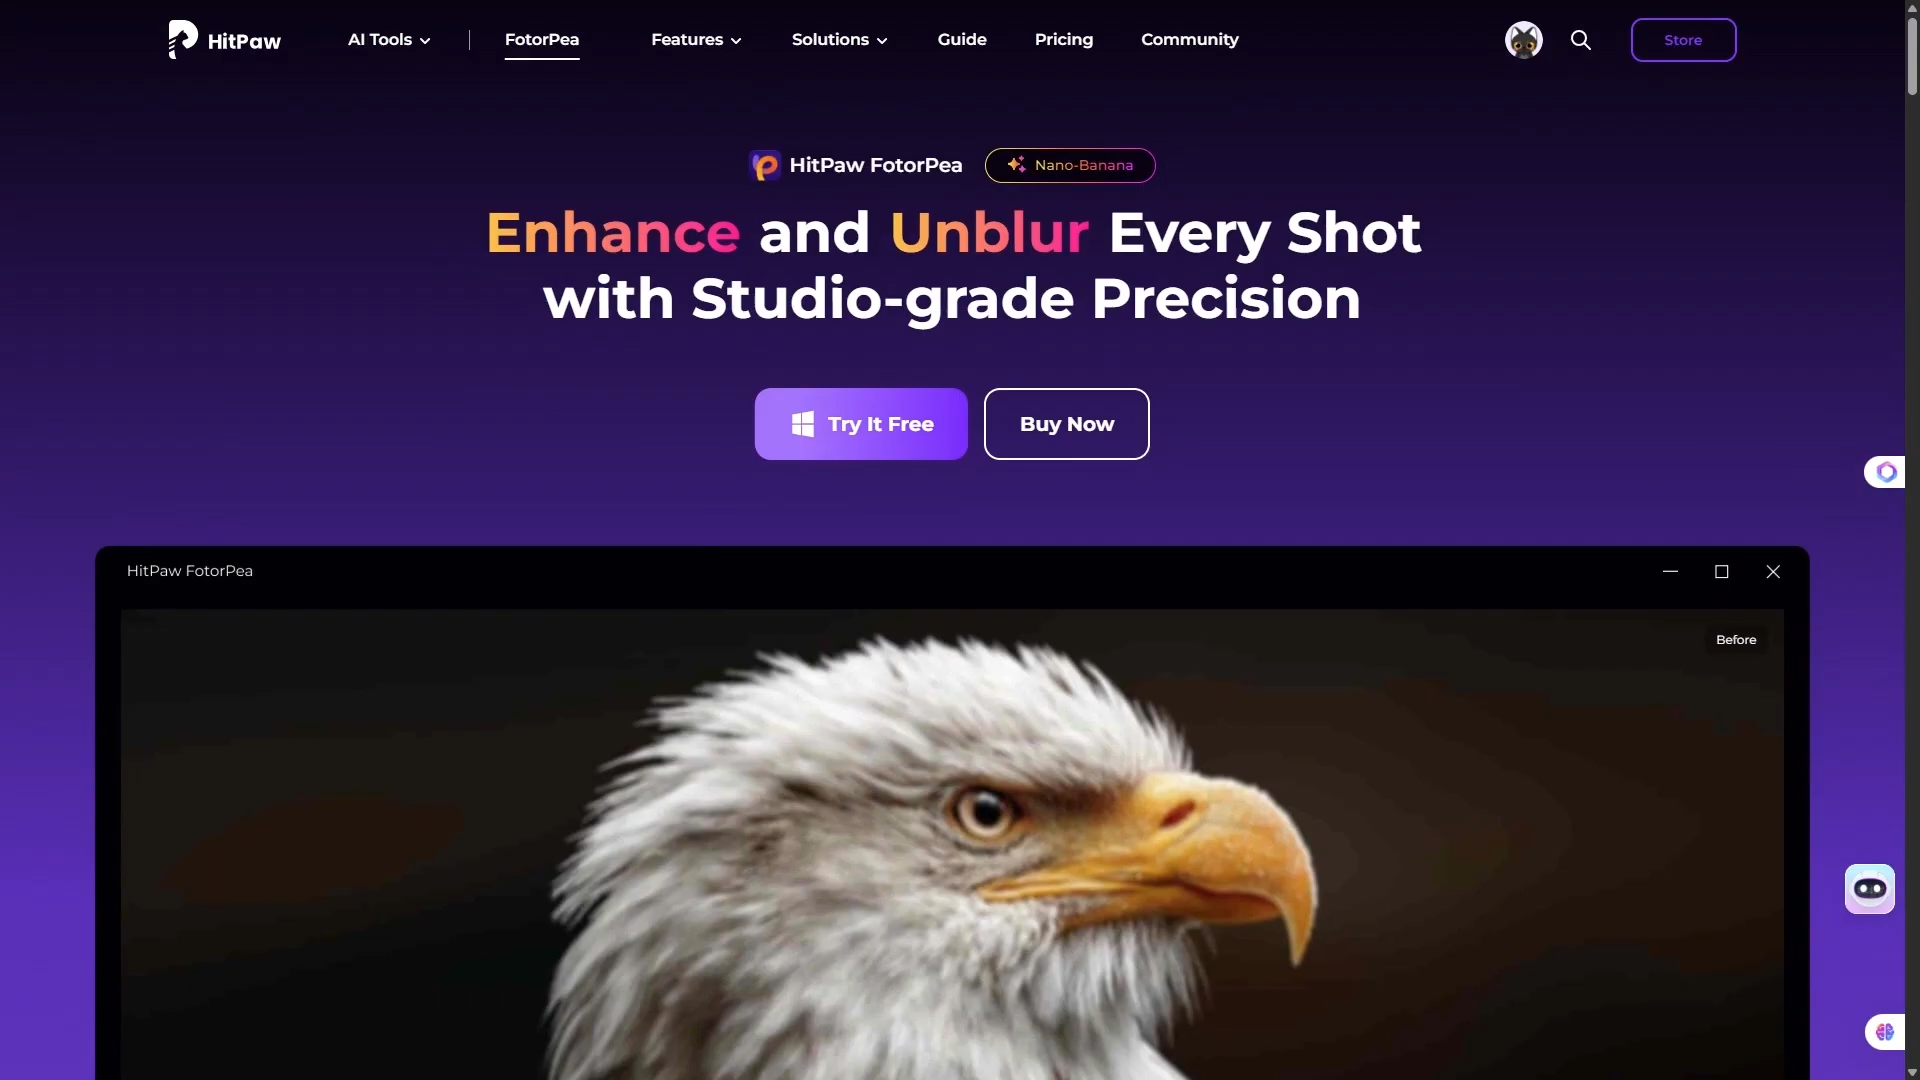 HitPaw
AI Tools
FotorPea
Features
Solutions
Guide
Pricing
Community
Store
HitPaw FotorPea
Nano-Banana
Enhance and Unblur Every Shot
with Studio-grade Precision
Try It Free
Buy Now
HitPaw FotorPea
Before